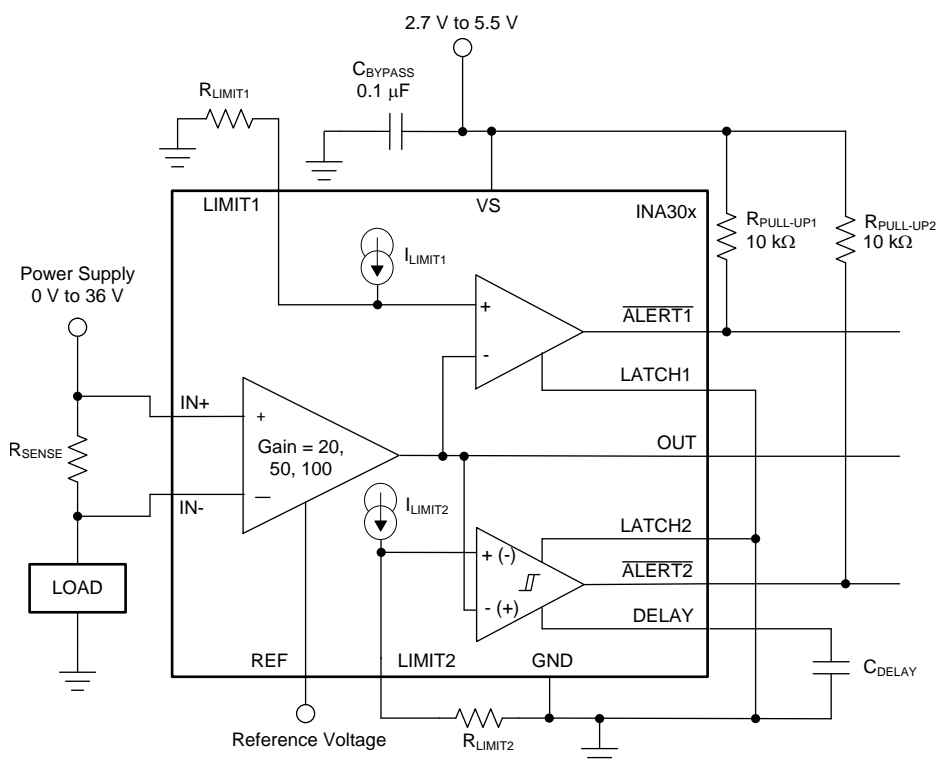 2.7 V to 5.5 V
CBYPASS
0.1 μF
RLIMIT1
LIMIT1
VS
INA30x
RPULL-UP1
10 kΩ
RPULL-UP2
10 kΩ
Power Supply
0 V to 36 V
ILIMIT1
+
-
ALERT1
LATCH1
IN+
+
RSENSE
Gain = 20,
50, 100
OUT
−
IN-
ILIMIT2
LATCH2
+ (-)
ALERT2
LOAD
- (+)
DELAY
REF
LIMIT2
GND
CDELAY
Reference Voltage
RLIMIT2